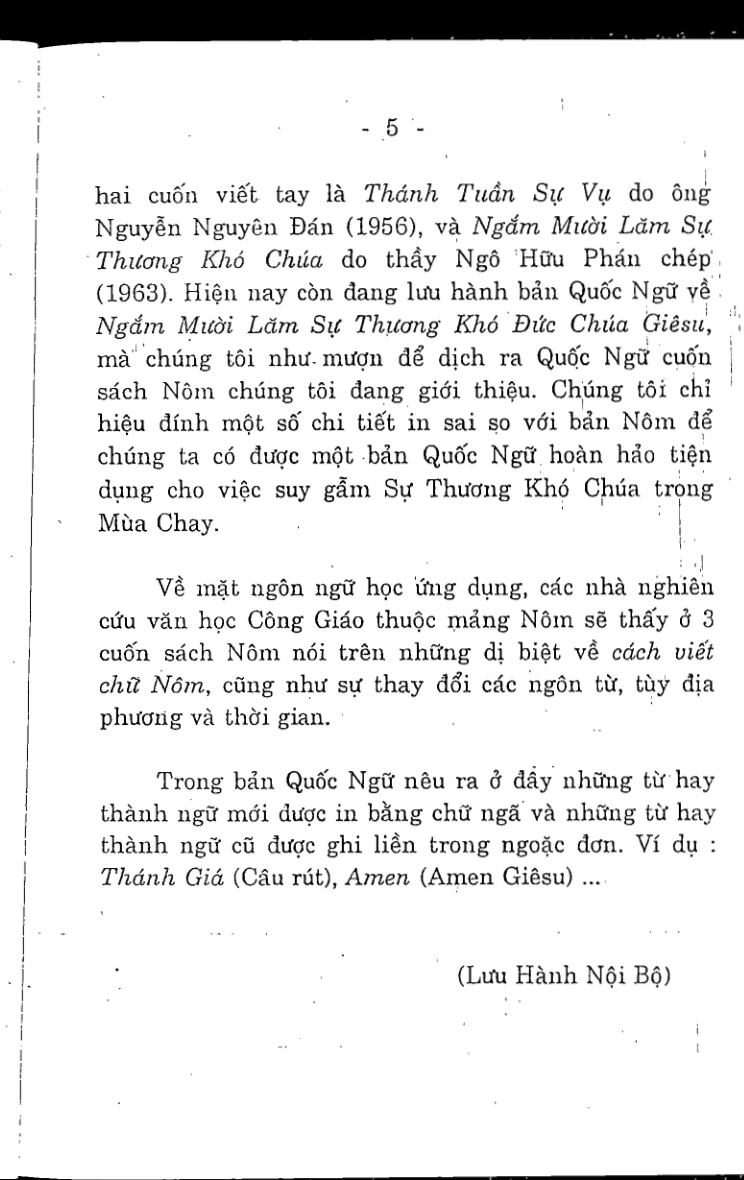 - 5 -
hai cuốn viết tay là Thánh Tuần Sự Vụ do ông
Nguyễn Nguyên Đán (1956), và Ngắm Mười Lăm Sự
Thương Khó Chúa do thầy Ngô Hữu Phán chép
(1963). Hiện nay còn đang lưu hành bản Quốc Ngữ về
Ngắm Mười Lăm Sự Thương Khó Đức Chúa Giêsu,
mà chúng tôi như mượn để dịch ra Quốc Ngữ cuốn
sách Nôm chúng tôi đang giới thiệu. Chúng tôi chỉ
hiệu đính một số chi tiết in sai so với bản Nôm để
chúng ta có được một bản Quốc Ngữ hoàn hảo tiện
dụng cho việc suy gẫm Sự Thương Khó Chúa trong
Mùa Chay.
Về mặt ngôn ngữ học ứng dụng, các nhà nghiên
cứu văn học Công Giáo thuộc mảng Nôm sẽ thấy ở 3
cuốn sách Nôm nói trên những dị biệt về cách viết
chữ Nôm, cũng như sự thay đổi các ngôn từ, tùy địa
phương và thời gian.
Trong bản Quốc Ngữ nêu ra ở đây những từ hay
thành ngữ mới được in bằng chữ ngã và những từ hay
thành ngữ cũ được ghi liền trong ngoặc đơn. Ví dụ :
Thánh Giá (Câu rút), Amen (Amen Giêsu) ...
(Lưu Hành Nội Bộ)